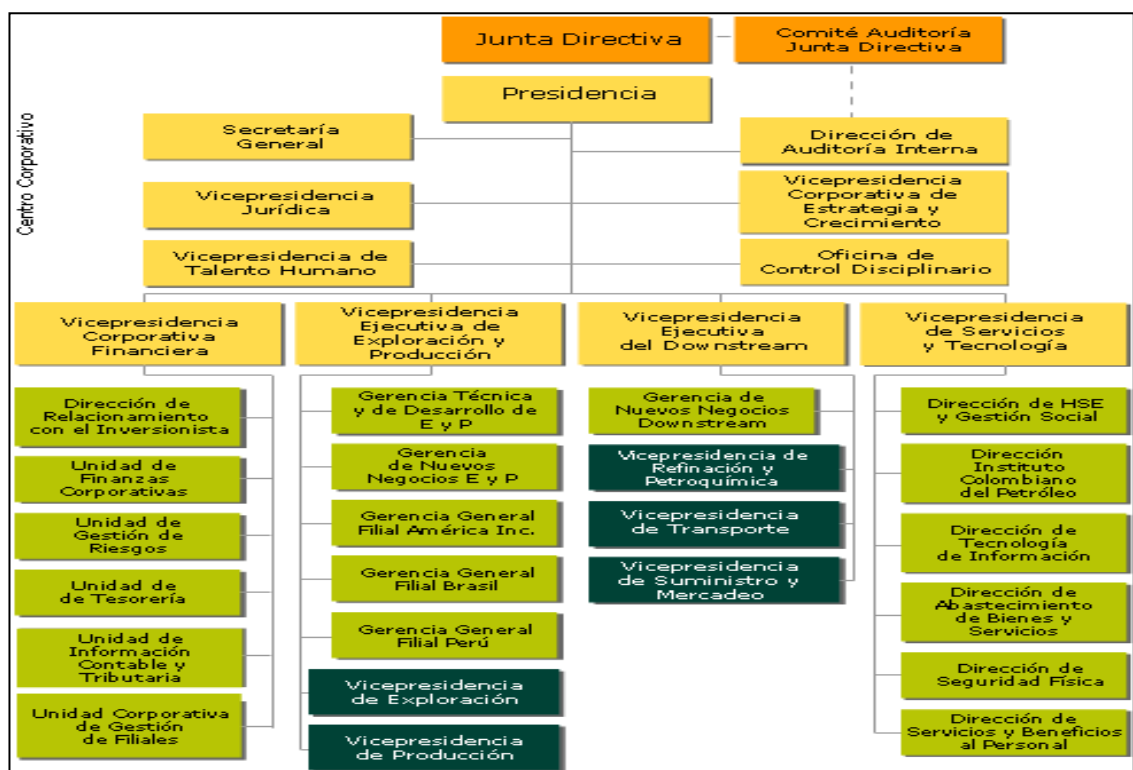 Junta Directiva
Comité Auditoría
Junta Directiva
Presidencia
Centro Corporativo
Secretaría
General
Dirección de
Auditoría Interna
Vicepresidencia
Jurídica
Vicepresidencia
Corporativa de
Estrategia y
Crecimiento
Vicepresidencia de
Talento Humano
Oficina de
Control Disciplinario
Vicepresidencia
Corporativa
Financiera
Vicepresidencia
Ejecutiva de
Exploración y
Producción
Vicepresidencia
Ejecutiva
del Downstream
Vicepresidencia
de Servicios
y Tecnología
Dirección de
Relacionamiento
con el Inversionista
Unidad de
Finanzas
Corporativas
Unidad de
Gestión de
Riesgos
Unidad de
de Tesorería
Unidad de
Información
Contable y
Tributaria
Unidad Corporativa
de Gestión
de Filiales
Gerencia Técnica
y de Desarrollo de
E y P
Gerencia
de Nuevos
Negocios E y P
Gerencia General
Filial América Inc.
Gerencia General
Filial Brasil
Gerencia General
Filial Perú
Vicepresidencia
de Exploración
Vicepresidencia
de Producción
Gerencia de
Nuevos Negocios
Downstream
Vicepresidencia de
Refinación y
Petroquímica
Vicepresidencia
de Transporte
Vicepresidencia
de Suministro y
Mercadeo
Dirección de HSE
y Gestión Social
Dirección
Instituto
Colombiano
del Petróleo
Dirección de
Tecnología
de Información
Dirección de
Abastecimiento
de Bienes y
Servicios
Dirección de
Seguridad Física
Dirección de
Servicios y Beneficios
al Personal